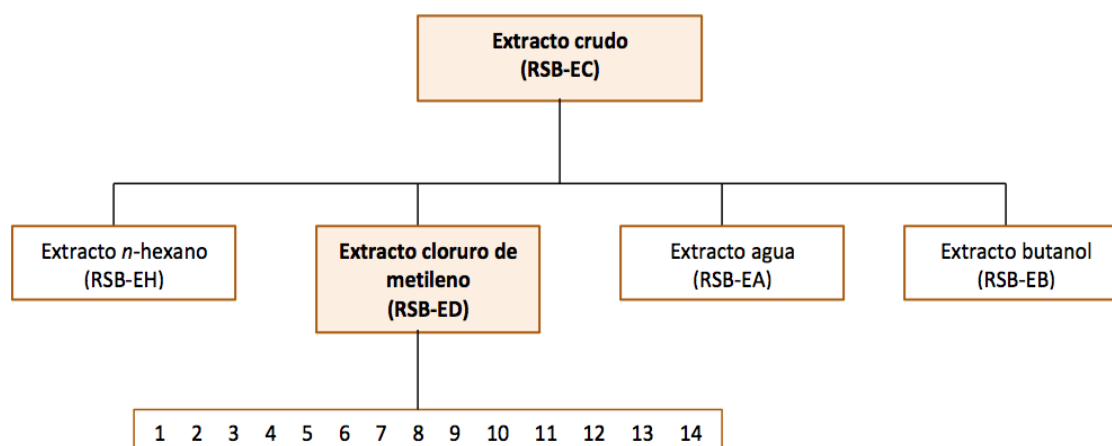 Extracto crudo
(RSB-EC)
Extracto n-hexano
(RSB-EH)
Extracto cloruro de
metileno
(RSB-ED)
Extracto agua
(RSB-EA)
Extracto butanol
(RSB-EB)
1 2 3 4 5 6 7 8 9 10 11 12 13 14